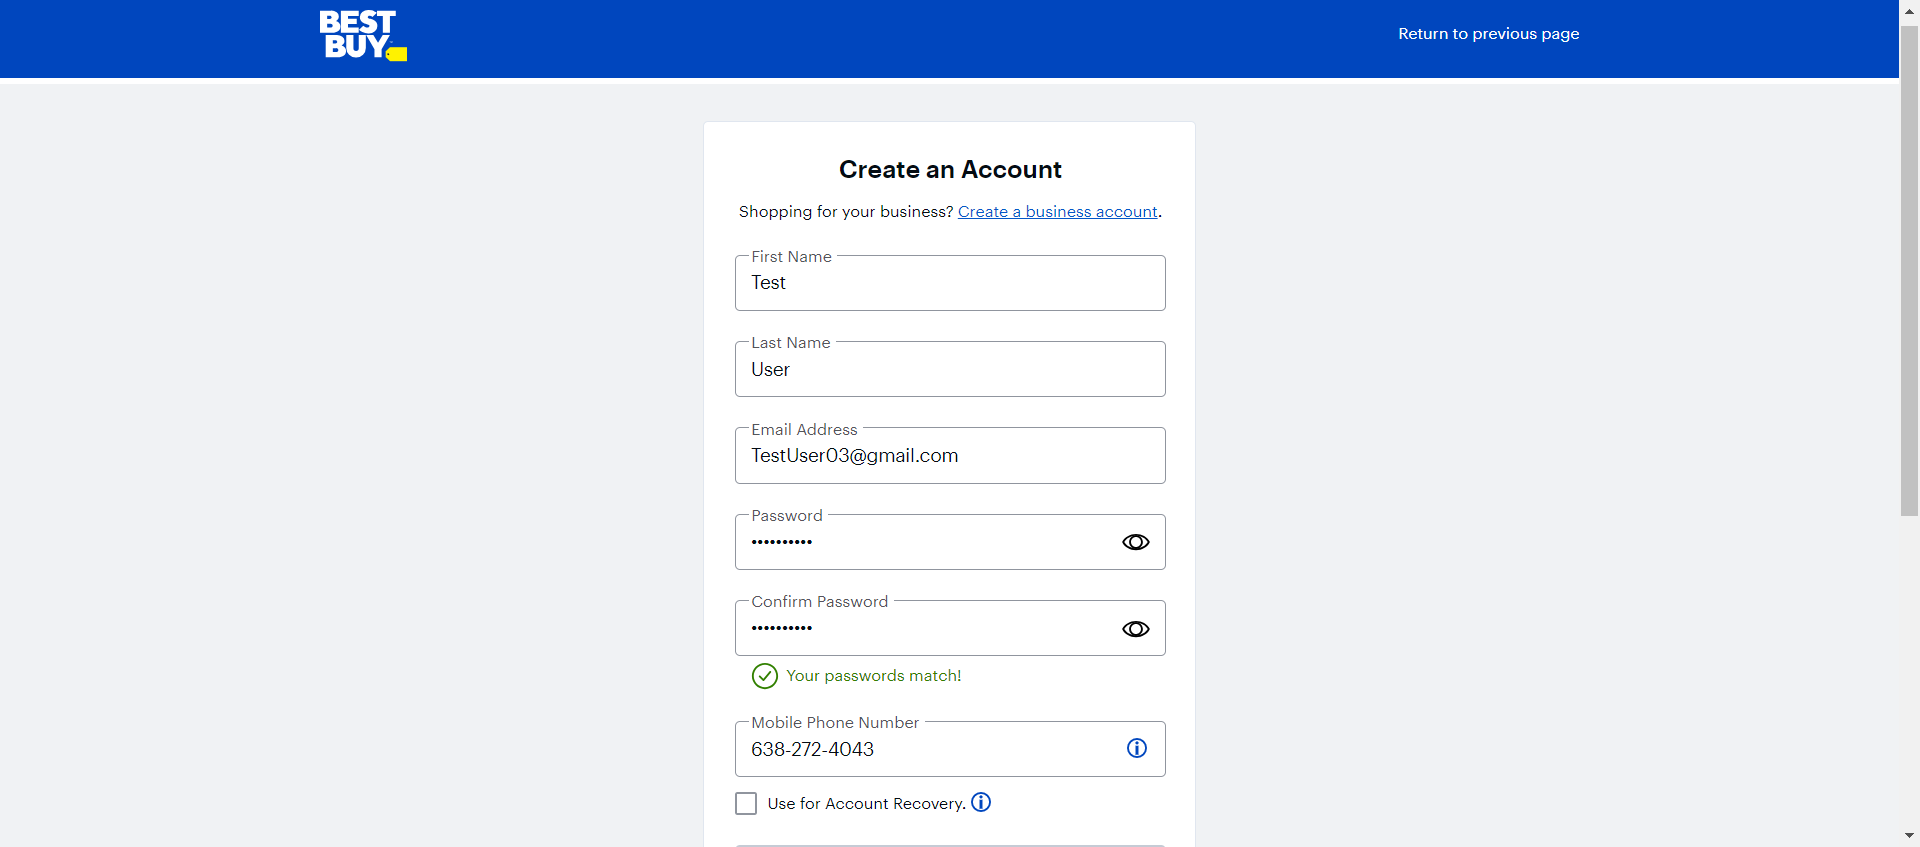 BEST
BUY
Return to previous page
Create an Account
Shopping for your business? Create a business account.
First Name
Test
Last Name
User
Email Address
TestUser03@gmail.com
Password
••••••••••
Confirm Password
••••••••••
Your passwords match!
Mobile Phone Number
638-272-4043
Use for Account Recovery.